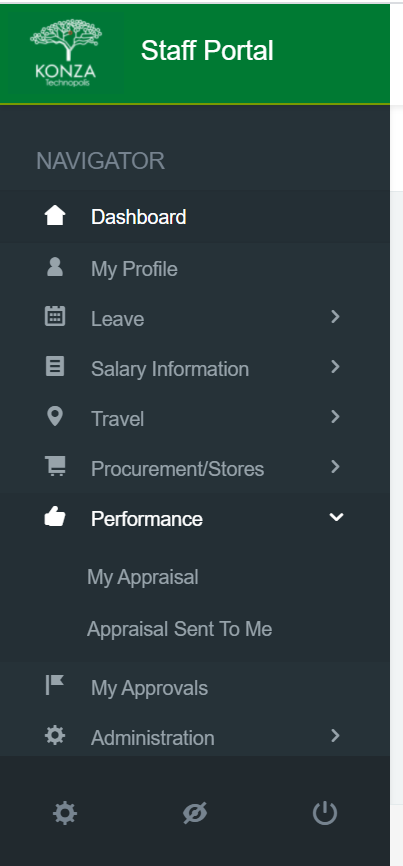 KONZA
Technopolis
Staff Portal
NAVIGATOR
Dashboard
My Profile
Leave
Salary Information
Travel
Procurement/Stores
Performance
My Appraisal
Appraisal Sent To Me
My Approvals
Administration